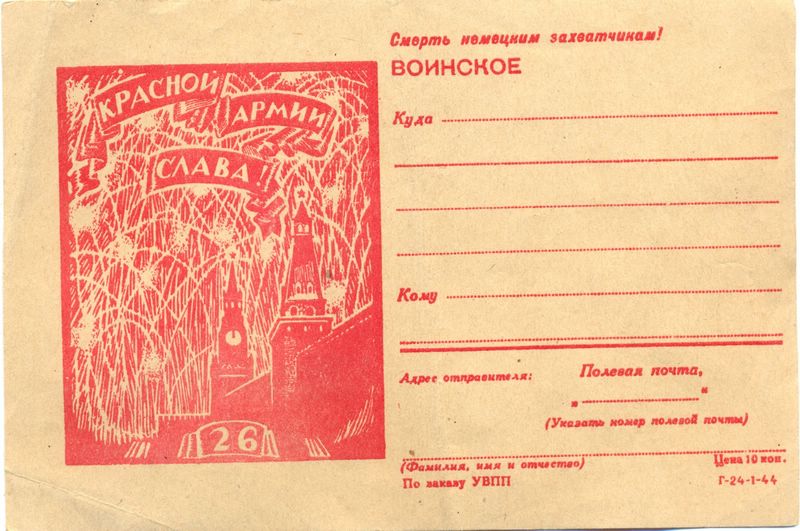 КРАСНОЙ
АРМИИ
СЛАВА!
26
Смерть немецким захватчикам!
ВОИНСКОЕ
Куда
Кому
Адрес отправителя: Полевая почта,
„ “
(Указать номер полевой почты)
(Фамилия, имя и отчество)
Цена 10 коп.
По заказу УВПП
Г-24-1-44